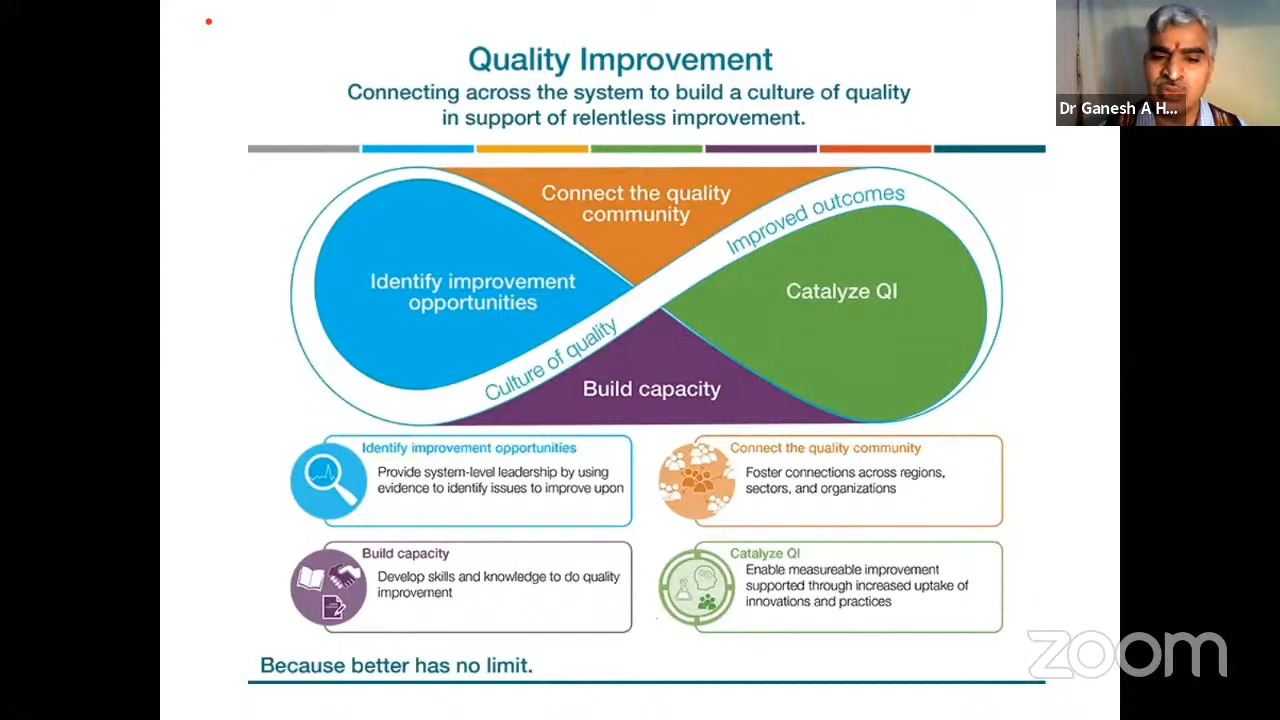 Quality Improvement
Connecting across the system to build a culture of quality
in support of relentless improvement.
Dr Ganesh A H...
Connect the quality
community
Improved outcomes
Identify improvement
opportunities
Catalyze QI
Culture of quality
Build capacity
Identify improvement opportunities
Provide system-level leadership by using
evidence to identify issues to improve upon
Connect the quality community
Foster connections across regions,
sectors, and organizations
Build capacity
Develop skills and knowledge to do quality
improvement
Catalyze QI
Enable measureable improvement
supported through increased uptake of
innovations and practices
Because better has no limit.
zoom